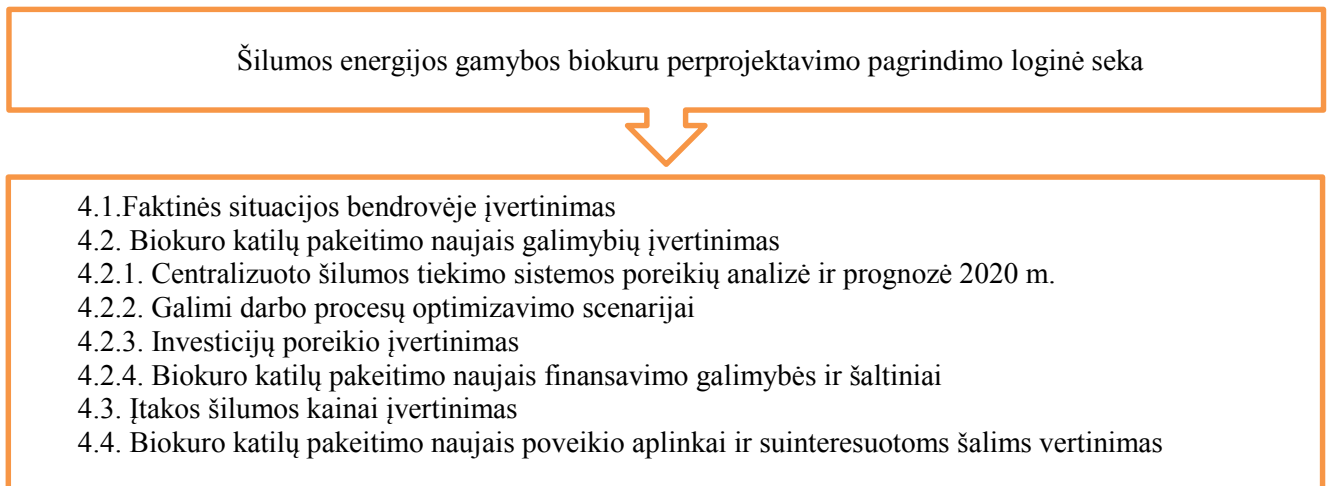 Šilumos energijos gamybos biokuru perprojektavimo pagrindimo loginė seka
4.1.Faktinės situacijos bendrovėje įvertinimas
4.2. Biokuro katilų pakeitimo naujais galimybių įvertinimas
4.2.1. Centralizuoto šilumos tiekimo sistemos poreikių analizė ir prognozė 2020 m.
4.2.2. Galimi darbo procesų optimizavimo scenarijai
4.2.3. Investicijų poreikio įvertinimas
4.2.4. Biokuro katilų pakeitimo naujais finansavimo galimybės ir šaltiniai
4.3. Įtakos šilumos kainai įvertinimas
4.4. Biokuro katilų pakeitimo naujais poveikio aplinkai ir suinteresuotoms šalims vertinimas